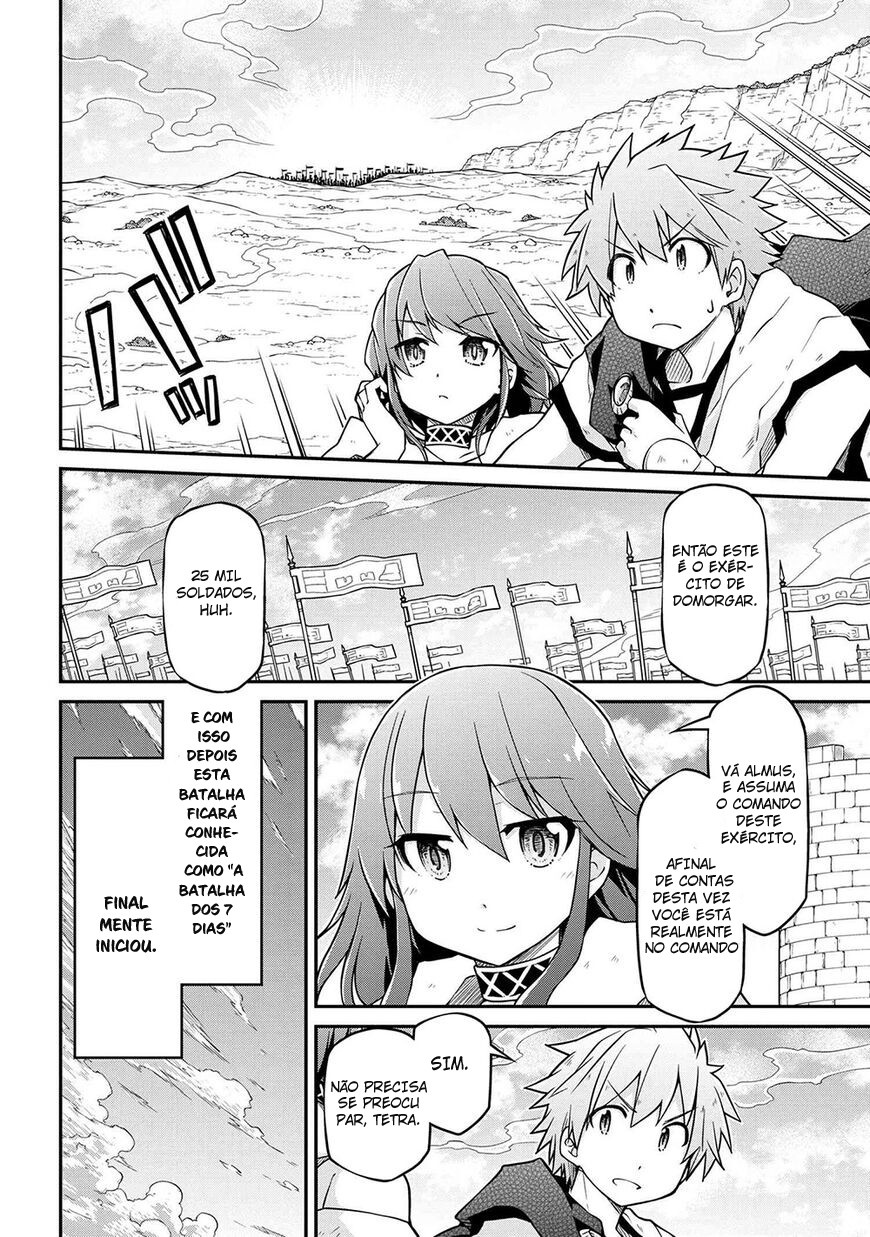 ENTÃO ESTE
É O EXÉR-
CITO DE
DOMORGAR.
25 MIL
SOLDADOS,
HUH.
VÁ ALMUS,
E ASSUMA
O COMANDO
DESTE
EXÉRCITO,
AFINAL
DE CONTAS
DESTA VEZ
VOCÊ ESTÁ
REALMENTE
NO COMANDO
SIM.
NÃO PRECISA
SE PREOCU
PAR, TETRA.
E COM
ISSO
DEPOIS
ESTA
BATALHA
FICARÁ
CONHE-
CIDA
COMO "A
BATALHA
DOS 7
DIAS"
FINAL
MENTE
INICIOU.